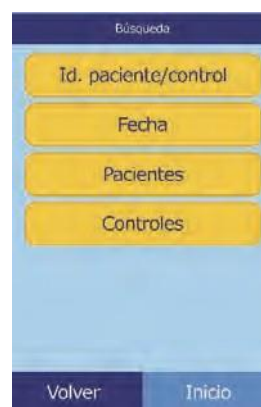 Búsqueda
Id. paciente/control
Fecha
Pacientes
Controles
Volver Inicio